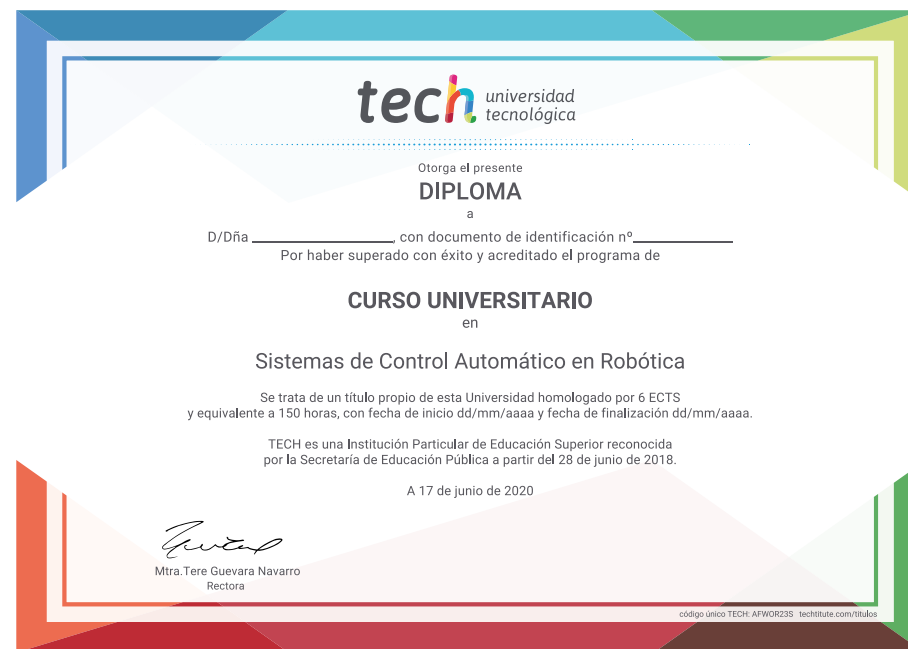 tech universidad
tecnológica
Otorga el presente
DIPLOMA
a
D/Dña ____________________, con documento de identificación nº______________
Por haber superado con éxito y acreditado el programa de
CURSO UNIVERSITARIO
en
Sistemas de Control Automático en Robótica
Se trata de un título propio de esta Universidad homologado por 6 ECTS
y equivalente a 150 horas, con fecha de inicio dd/mm/aaaa y fecha de finalización dd/mm/aaaa.
TECH es una Institución Particular de Educación Superior reconocida
por la Secretaría de Educación Pública a partir del 28 de junio de 2018.
A 17 de junio de 2020
Mtra.Tere Guevara Navarro
Rectora
código único TECH: AFWOR23S techtitute.com/titulos